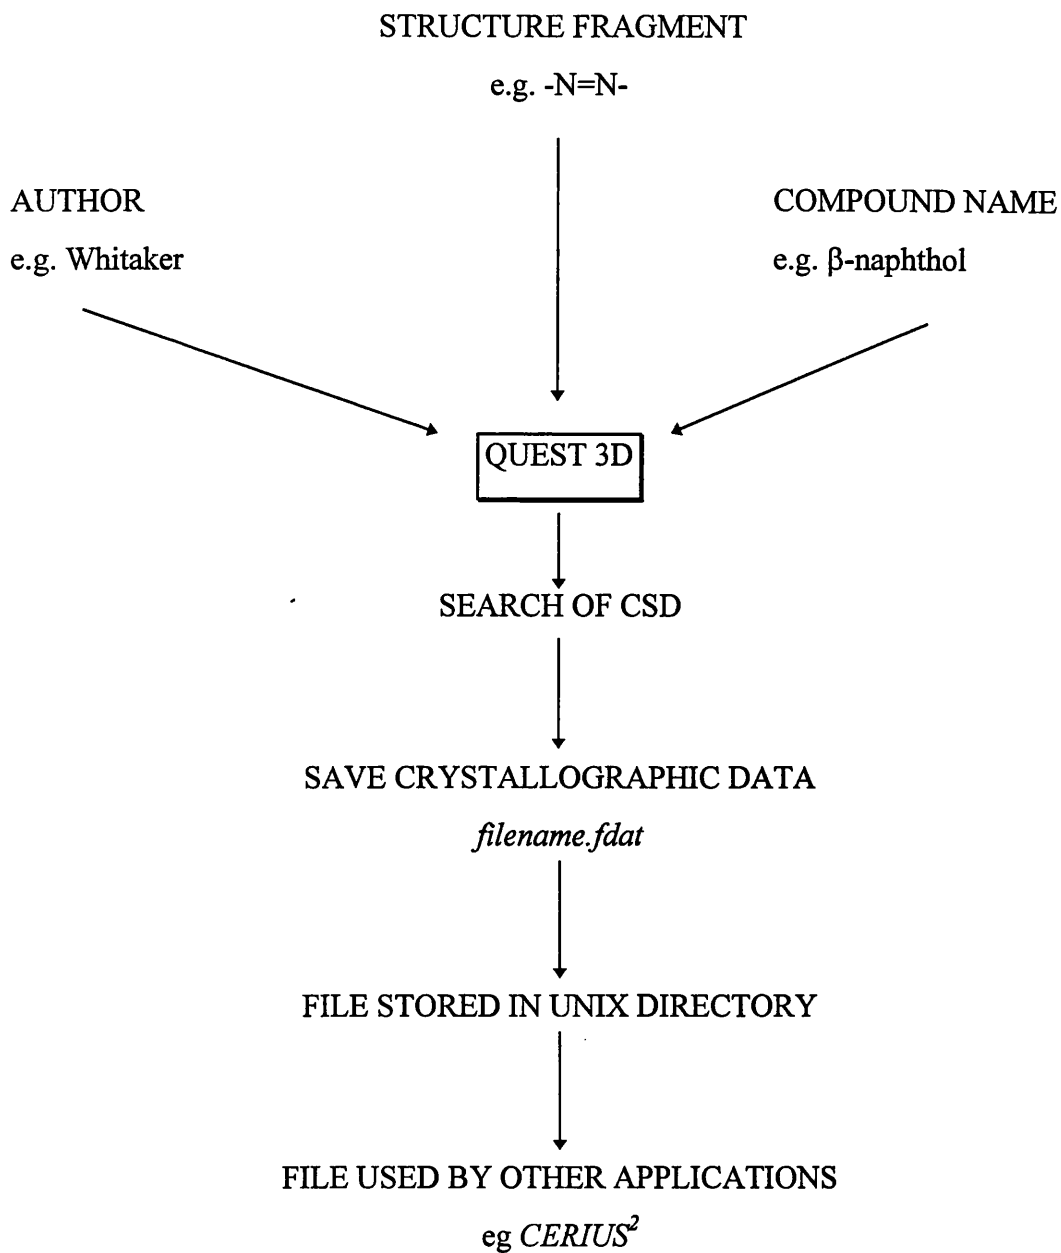 STRUCTURE FRAGMENT
e.g. -N=N-
AUTHOR
e.g. Whitaker
COMPOUND NAME
e.g. β-naphthol
QUEST 3D
SEARCH OF CSD
SAVE CRYSTALLOGRAPHIC DATA
filename.fdat
FILE STORED IN UNIX DIRECTORY
FILE USED BY OTHER APPLICATIONS
eg CERIUS²